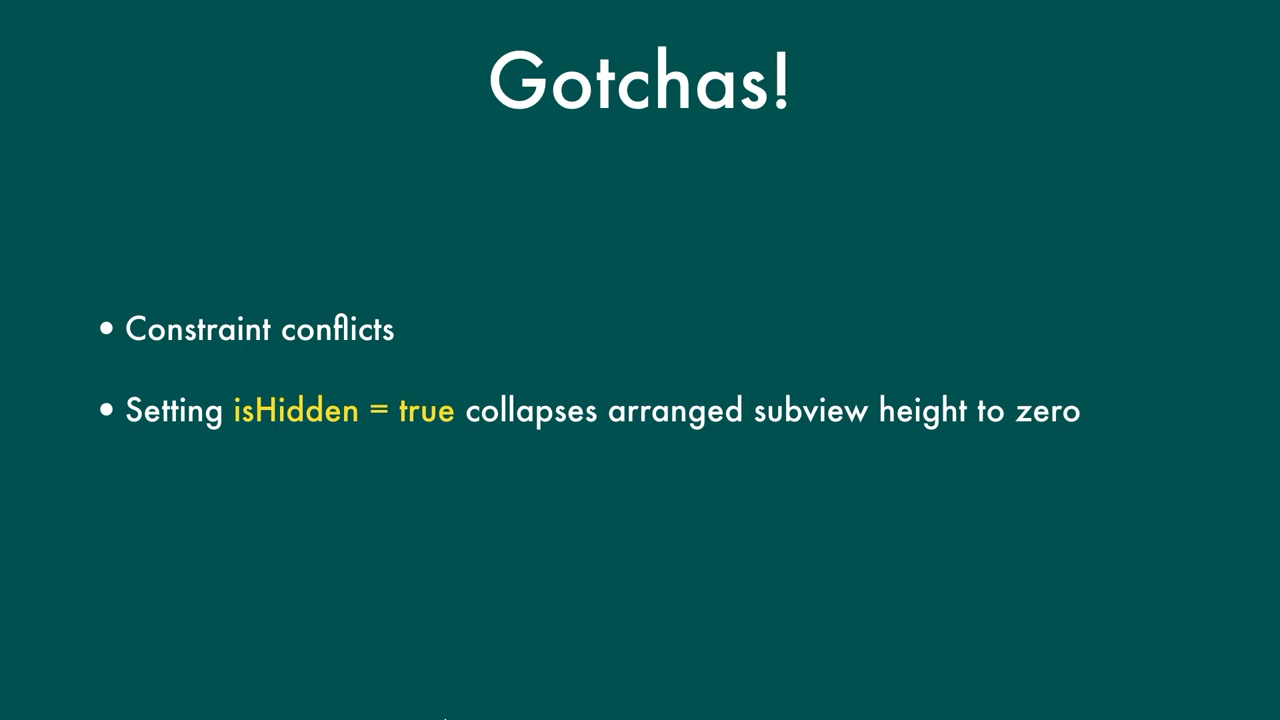 Gotchas!
• Constraint conflicts
• Setting isHidden = true collapses arranged subview height to zero